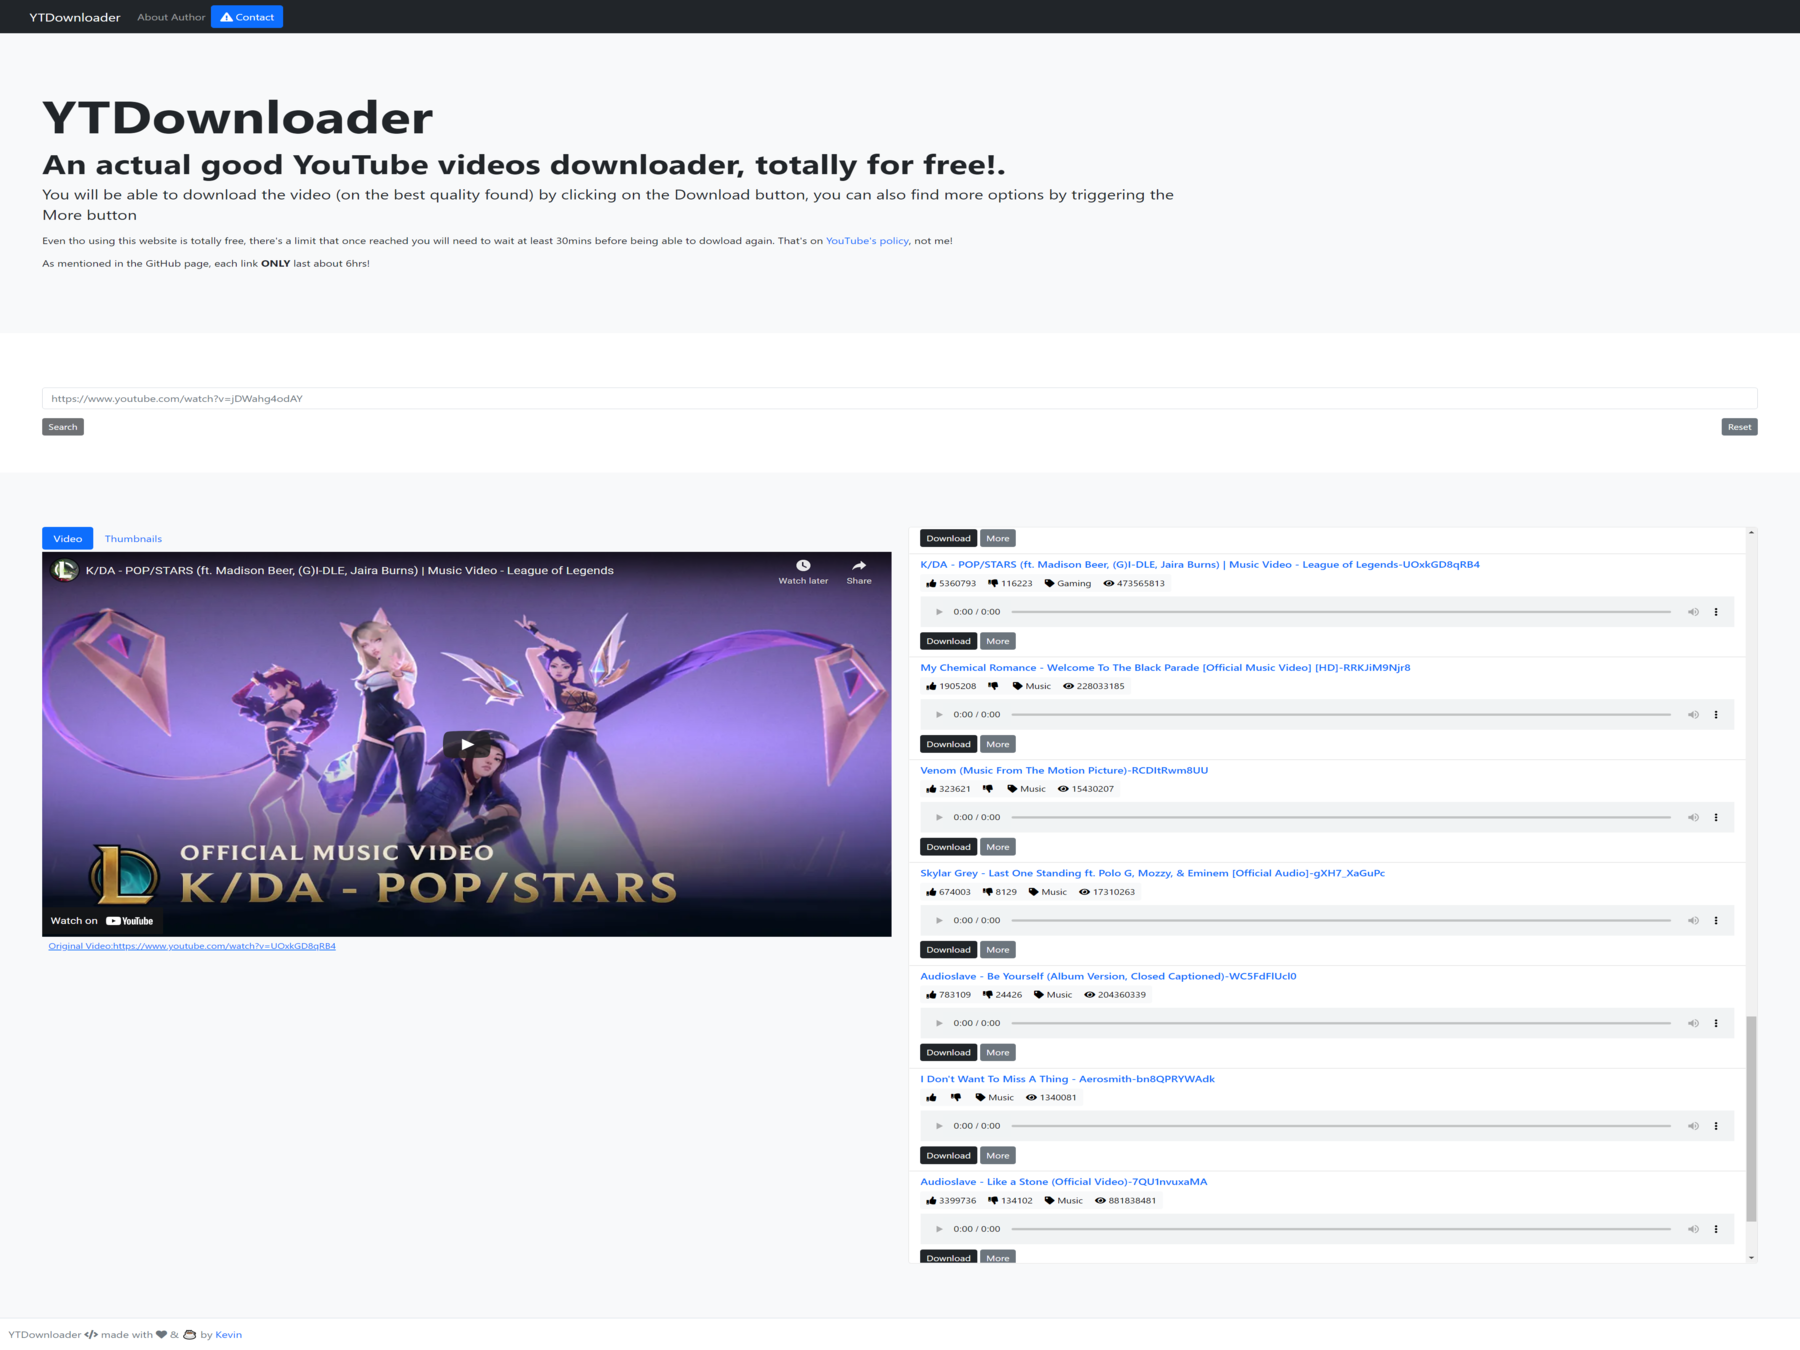 YTDownloader About Author Contact
YTDownloader
An actual good YouTube videos downloader, totally for free!.
You will be able to download the video (on the best quality found) by clicking on the Download button, you can also find more options by triggering the
More button
Even tho using this website is totally free, there's a limit that once reached you will need to wait at least 30mins before being able to dowload again. That's on YouTube's policy, not me!
As mentioned in the GitHub page, each link ONLY last about 6hrs!
https://www.youtube.com/watch?v=jDWahg4odAY
Search Reset
Video Thumbnails
K/DA - POP/STARS (ft. Madison Beer, (G)I-DLE, Jaira Burns) | Music Video - League of Legends
Watch later Share
OFFICIAL MUSIC VIDEO
K/DA - POP/STARS
Watch on YouTube
Original Video:https://www.youtube.com/watch?v=UOxkGD8qRB4
Download More
K/DA - POP/STARS (ft. Madison Beer, (G)I-DLE, Jaira Burns) | Music Video - League of Legends-UOxkGD8qRB4
5360793 116223 Gaming 473565813
0:00 / 0:00
Download More
My Chemical Romance - Welcome To The Black Parade [Official Music Video] [HD]-RRKJiM9Njr8
1905208 Music 228033185
0:00 / 0:00
Download More
Venom (Music From The Motion Picture)-RCDItRwm8UU
323621 Music 15430207
0:00 / 0:00
Download More
Skylar Grey - Last One Standing ft. Polo G, Mozzy, & Eminem [Official Audio]-gXH7_XaGuPc
674003 8129 Music 17310263
0:00 / 0:00
Download More
Audioslave - Be Yourself (Album Version, Closed Captioned)-WC5FdFlUcl0
783109 24426 Music 204360339
0:00 / 0:00
Download More
I Don't Want To Miss A Thing - Aerosmith-bn8QPRYWAdk
Music 1340081
0:00 / 0:00
Download More
Audioslave - Like a Stone (Official Video)-7QU1nvuxaMA
3399736 134102 Music 881838481
0:00 / 0:00
Download More
YTDownloader </> made with & by Kevin